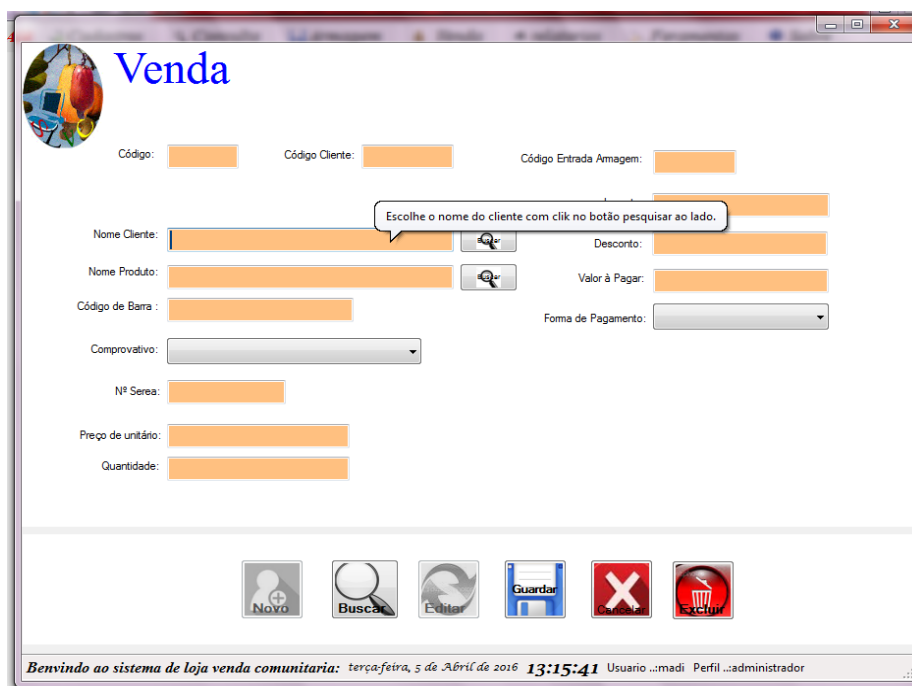 Venda
Código:
Código Cliente:
Código Entrada Armagem:
Escolhe o nome do cliente com clik no botão pesquisar ao lado.
Nome Cliente:
Buscar
Desconto:
Nome Produto:
Buscar
Valor à Pagar:
Código de Barra :
Forma de Pagamento:
Comprovativo:
Nº Serea:
Preço de unitário:
Quantidade:
Novo
Buscar
Editar
Guardar
Cancelar
Excluir
Benvindo ao sistema de loja venda comunitaria: terça-feira, 5 de Abril de 2016 13:15:41 Usuario ..:madi Perfil ..:administrador